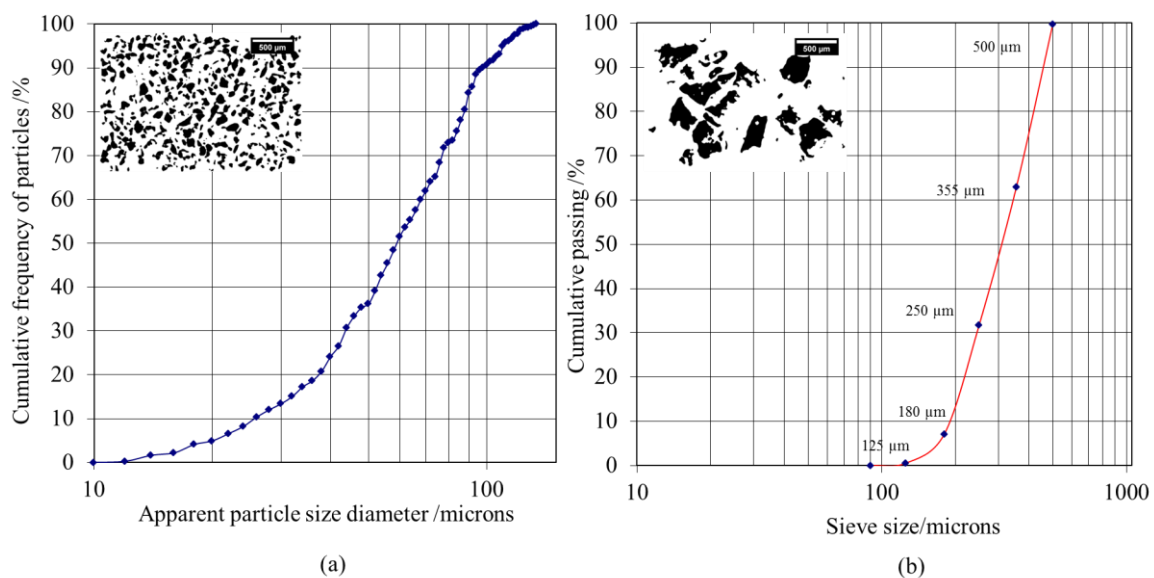 100
90
80
70
60
50
40
30
20
10
0
Cumulative frequency of particles /%
500 µm
10
100
Apparent particle size diameter /microns
(a)
100
90
80
70
60
50
40
30
20
10
0
Cumulative passing /%
500 µm
500 µm
355 µm
250 µm
180 µm
125 µm
10
100
1000
Sieve size/microns
(b)